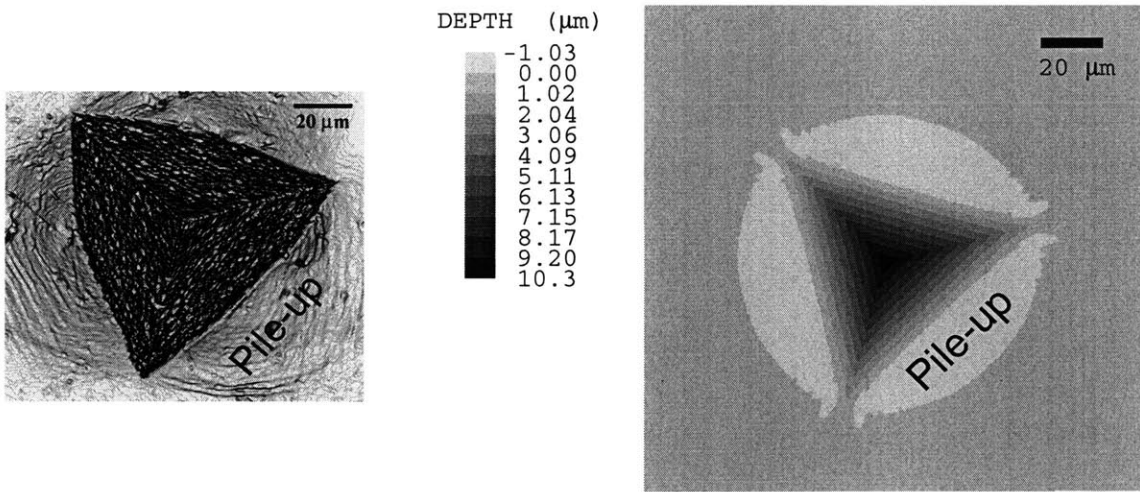 20 μm
Pile-up
DEPTH (μm)
-1.03
0.00
1.02
2.04
3.06
4.09
5.11
6.13
7.15
8.17
9.20
10.3
20 μm
Pile-up